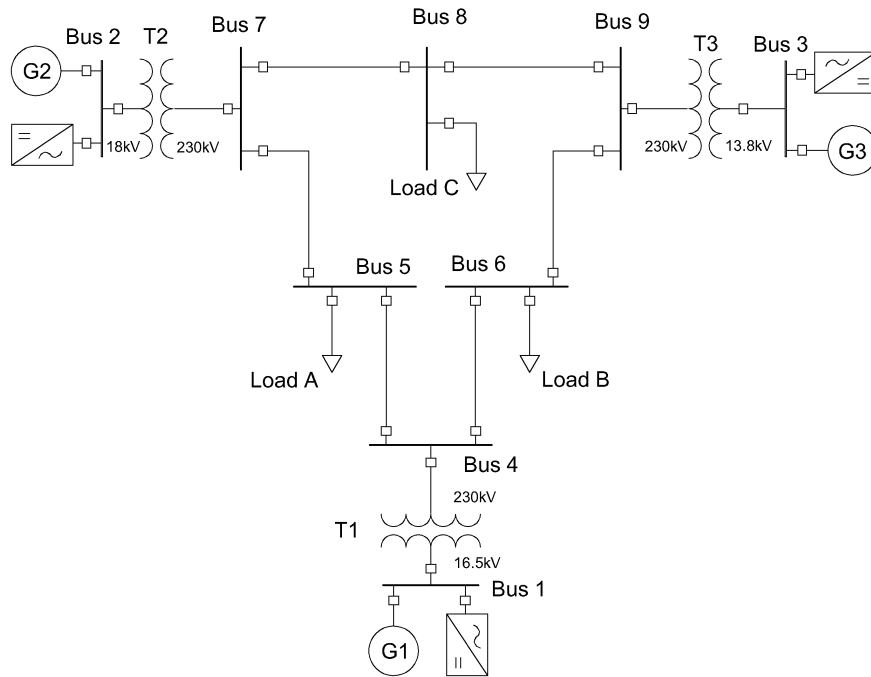 Bus 2
T2
Bus 7
Bus 8
Bus 9
T3
Bus 3
G2
18kV
230kV
230kV
13.8kV
G3
Load C
Bus 5
Bus 6
Load A
Load B
Bus 4
230kV
T1
16.5kV
Bus 1
G1